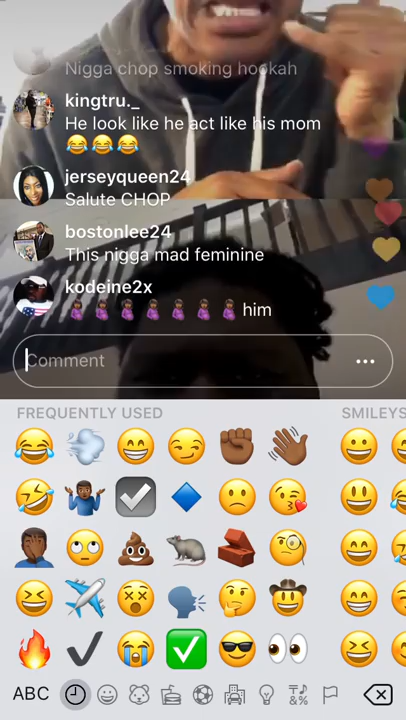 Nigga chop smoking hookah
kingtru._
He look like he act like his mom
😂😂😂
jerseyqueen24
Salute CHOP
bostonlee24
This nigga mad feminine
kodeine2x
🤰🏾🤰🏾🤰🏾🤰🏾🤰🏾🤰🏾🤰🏾 him
Comment
FREQUENTLY USED
SMILEYS
ABC